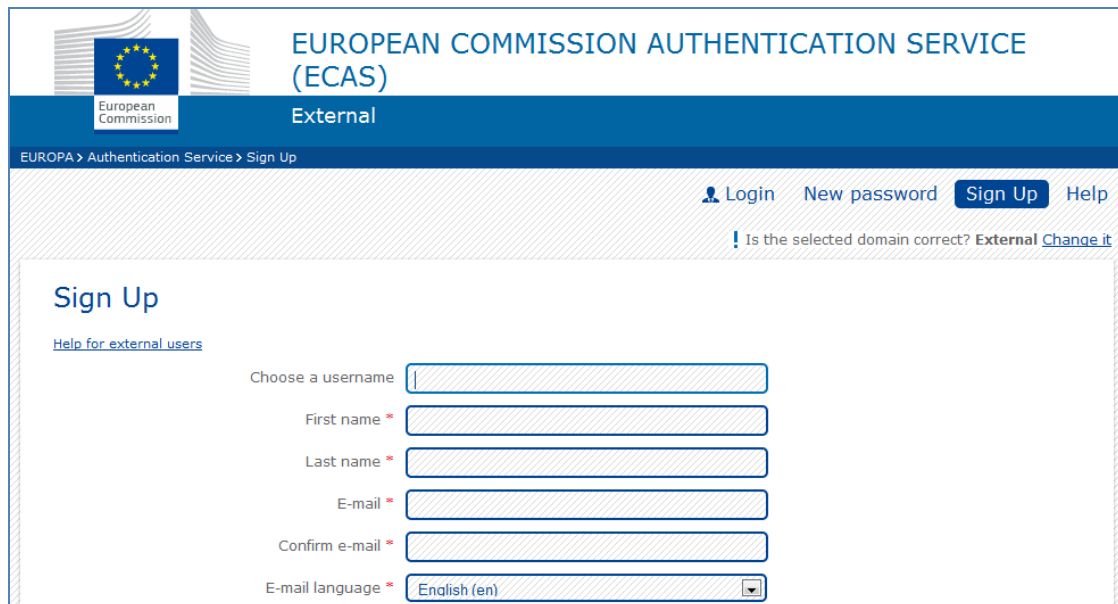 EUROPEAN COMMISSION AUTHENTICATION SERVICE
(ECAS)
European
Commission
External
EUROPA > Authentication Service > Sign Up
Login New password Sign Up Help
! Is the selected domain correct? External Change it
Sign Up
Help for external users
Choose a username
First name *
Last name *
E-mail *
Confirm e-mail *
E-mail language * English (en)